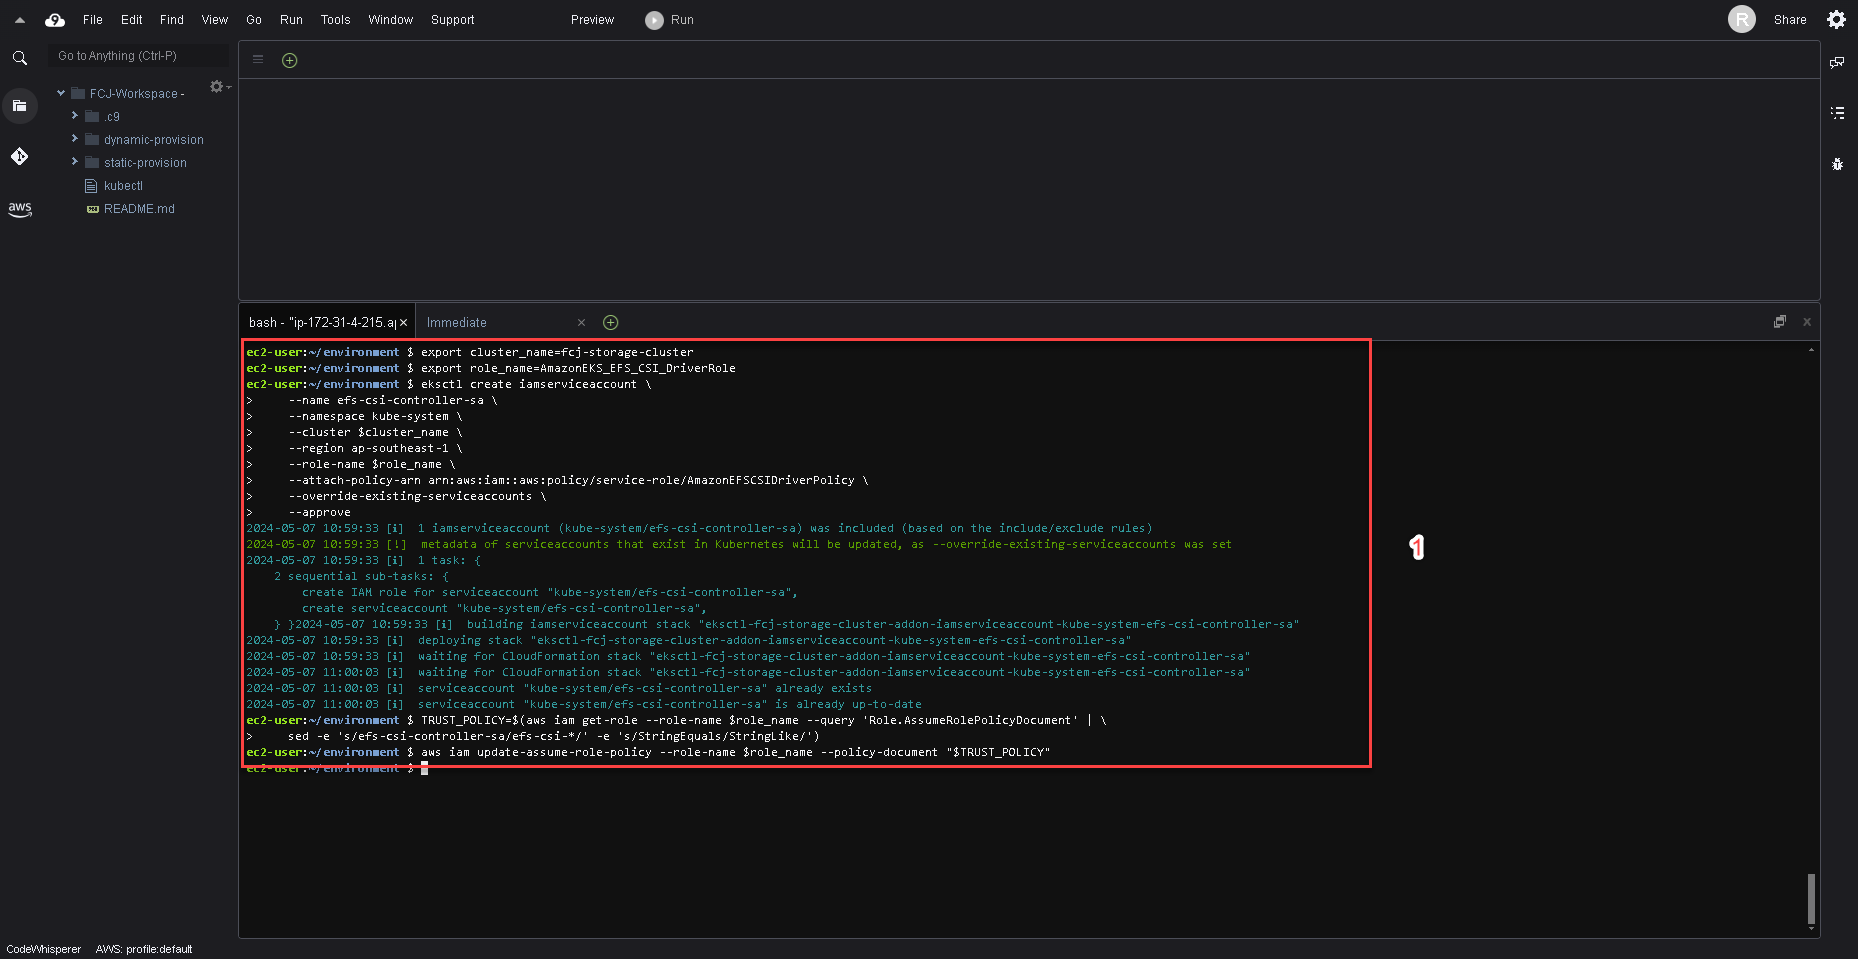 File Edit Find View Go Run Tools Window Support Preview Run R Share
Go to Anything (Ctrl-P)
FCJ-Workspace -
.c9
dynamic-provision
static-provision
kubectl
README.md
aws
bash - "ip-172-31-4-215.ap Immediate
ec2-user:~/environment $ export cluster_name=fcj-storage-cluster
ec2-user:~/environment $ export role_name=AmazonEKS_EFS_CSI_DriverRole
ec2-user:~/environment $ eksctl create iamserviceaccount \
> --name efs-csi-controller-sa \
> --namespace kube-system \
> --cluster $cluster_name \
> --region ap-southeast-1 \
> --role-name $role_name \
> --attach-policy-arn arn:aws:iam::aws:policy/service-role/AmazonEFSCSIDriverPolicy \
> --override-existing-serviceaccounts \
> --approve
2024-05-07 10:59:33 [ℹ] 1 iamserviceaccount (kube-system/efs-csi-controller-sa) was included (based on the include/exclude rules)
2024-05-07 10:59:33 [!] metadata of serviceaccounts that exist in Kubernetes will be updated, as --override-existing-serviceaccounts was set
2024-05-07 10:59:33 [ℹ] 1 task: {
2 sequential sub-tasks: {
create IAM role for serviceaccount "kube-system/efs-csi-controller-sa",
create serviceaccount "kube-system/efs-csi-controller-sa",
} }2024-05-07 10:59:33 [ℹ] building iamserviceaccount stack "eksctl-fcj-storage-cluster-addon-iamserviceaccount-kube-system-efs-csi-controller-sa"
2024-05-07 10:59:33 [ℹ] deploying stack "eksctl-fcj-storage-cluster-addon-iamserviceaccount-kube-system-efs-csi-controller-sa"
2024-05-07 10:59:33 [ℹ] waiting for CloudFormation stack "eksctl-fcj-storage-cluster-addon-iamserviceaccount-kube-system-efs-csi-controller-sa"
2024-05-07 11:00:03 [ℹ] waiting for CloudFormation stack "eksctl-fcj-storage-cluster-addon-iamserviceaccount-kube-system-efs-csi-controller-sa"
2024-05-07 11:00:03 [ℹ] serviceaccount "kube-system/efs-csi-controller-sa" already exists
2024-05-07 11:00:03 [ℹ] serviceaccount "kube-system/efs-csi-controller-sa" is already up-to-date
ec2-user:~/environment $ TRUST_POLICY=$(aws iam get-role --role-name $role_name --query 'Role.AssumeRolePolicyDocument' | \
> sed -e 's/efs-csi-controller-sa/efs-csi-*/' -e 's/StringEquals/StringLike/')
ec2-user:~/environment $ aws iam update-assume-role-policy --role-name $role_name --policy-document "$TRUST_POLICY"
ec2-user:~/environment $
1
CodeWhisperer AWS: profile:default